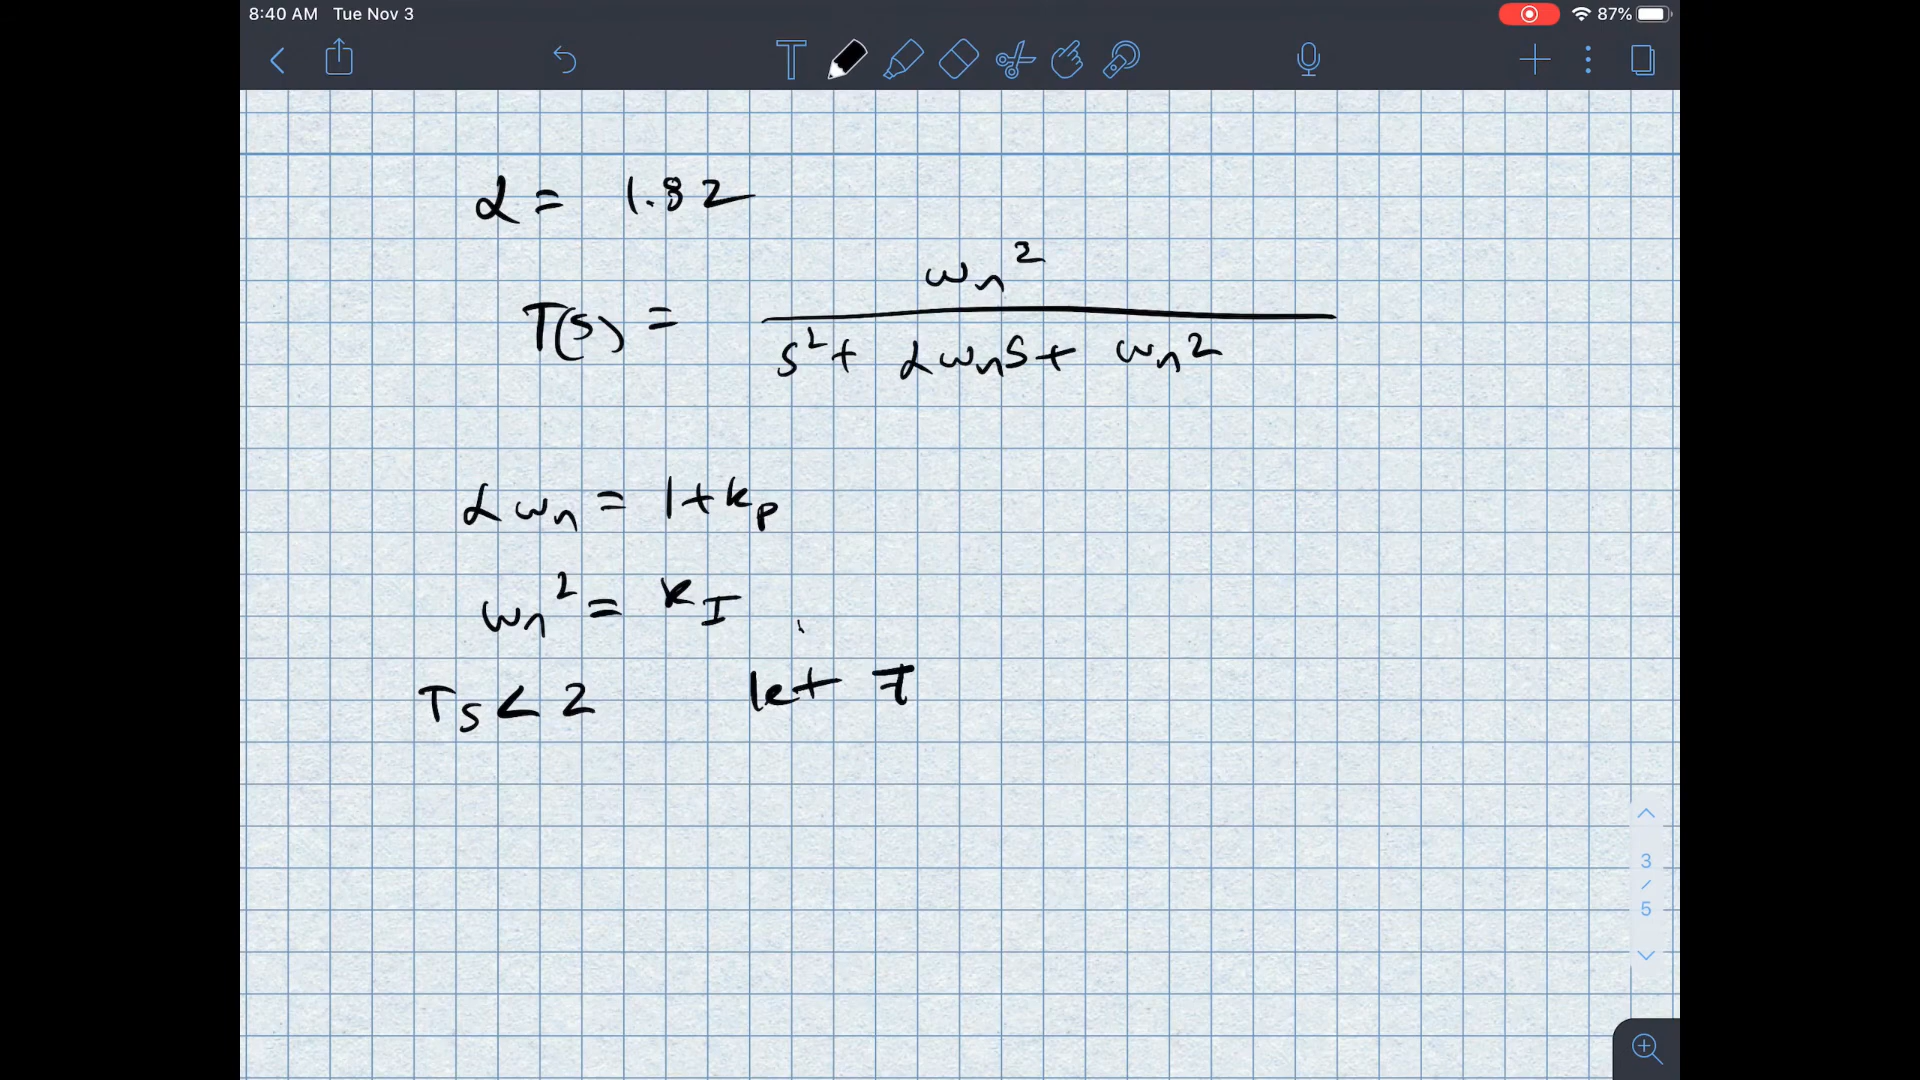 8:40 AM Tue Nov 3 87%
T
α = 1.82
ωn²
T(s) =
s² + αωns + ωn²
αωn = 1+kp
ωn² = kI
Ts < 2 let
3
/
5